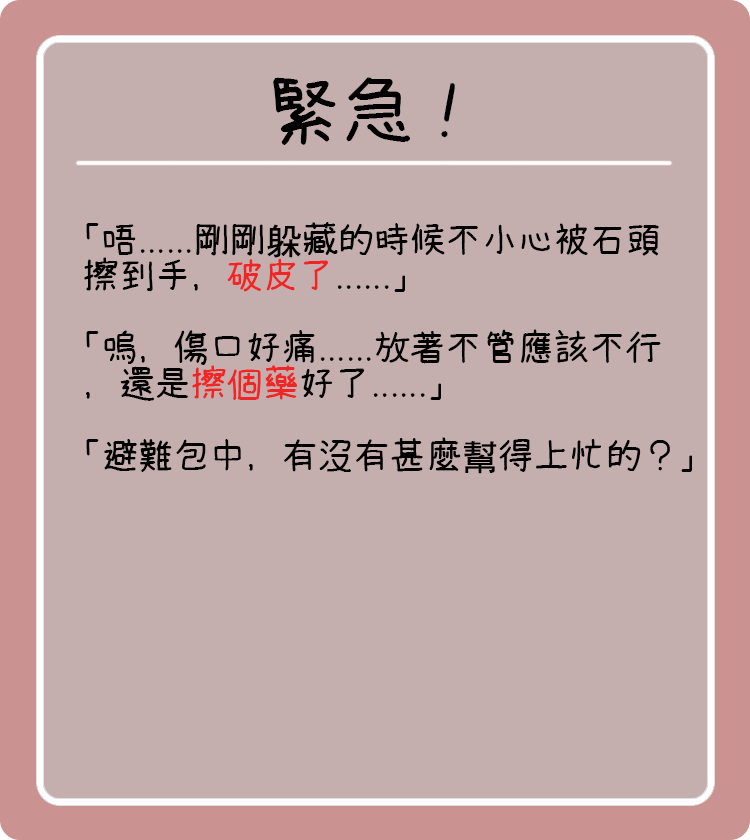 緊急！
「唔……剛剛躲藏的時候不小心被石頭
擦到手，破皮了……」
「嗚，傷口好痛……放著不管應該不行
，還是擦個藥好了……」
「避難包中，有沒有甚麼幫得上忙的？」